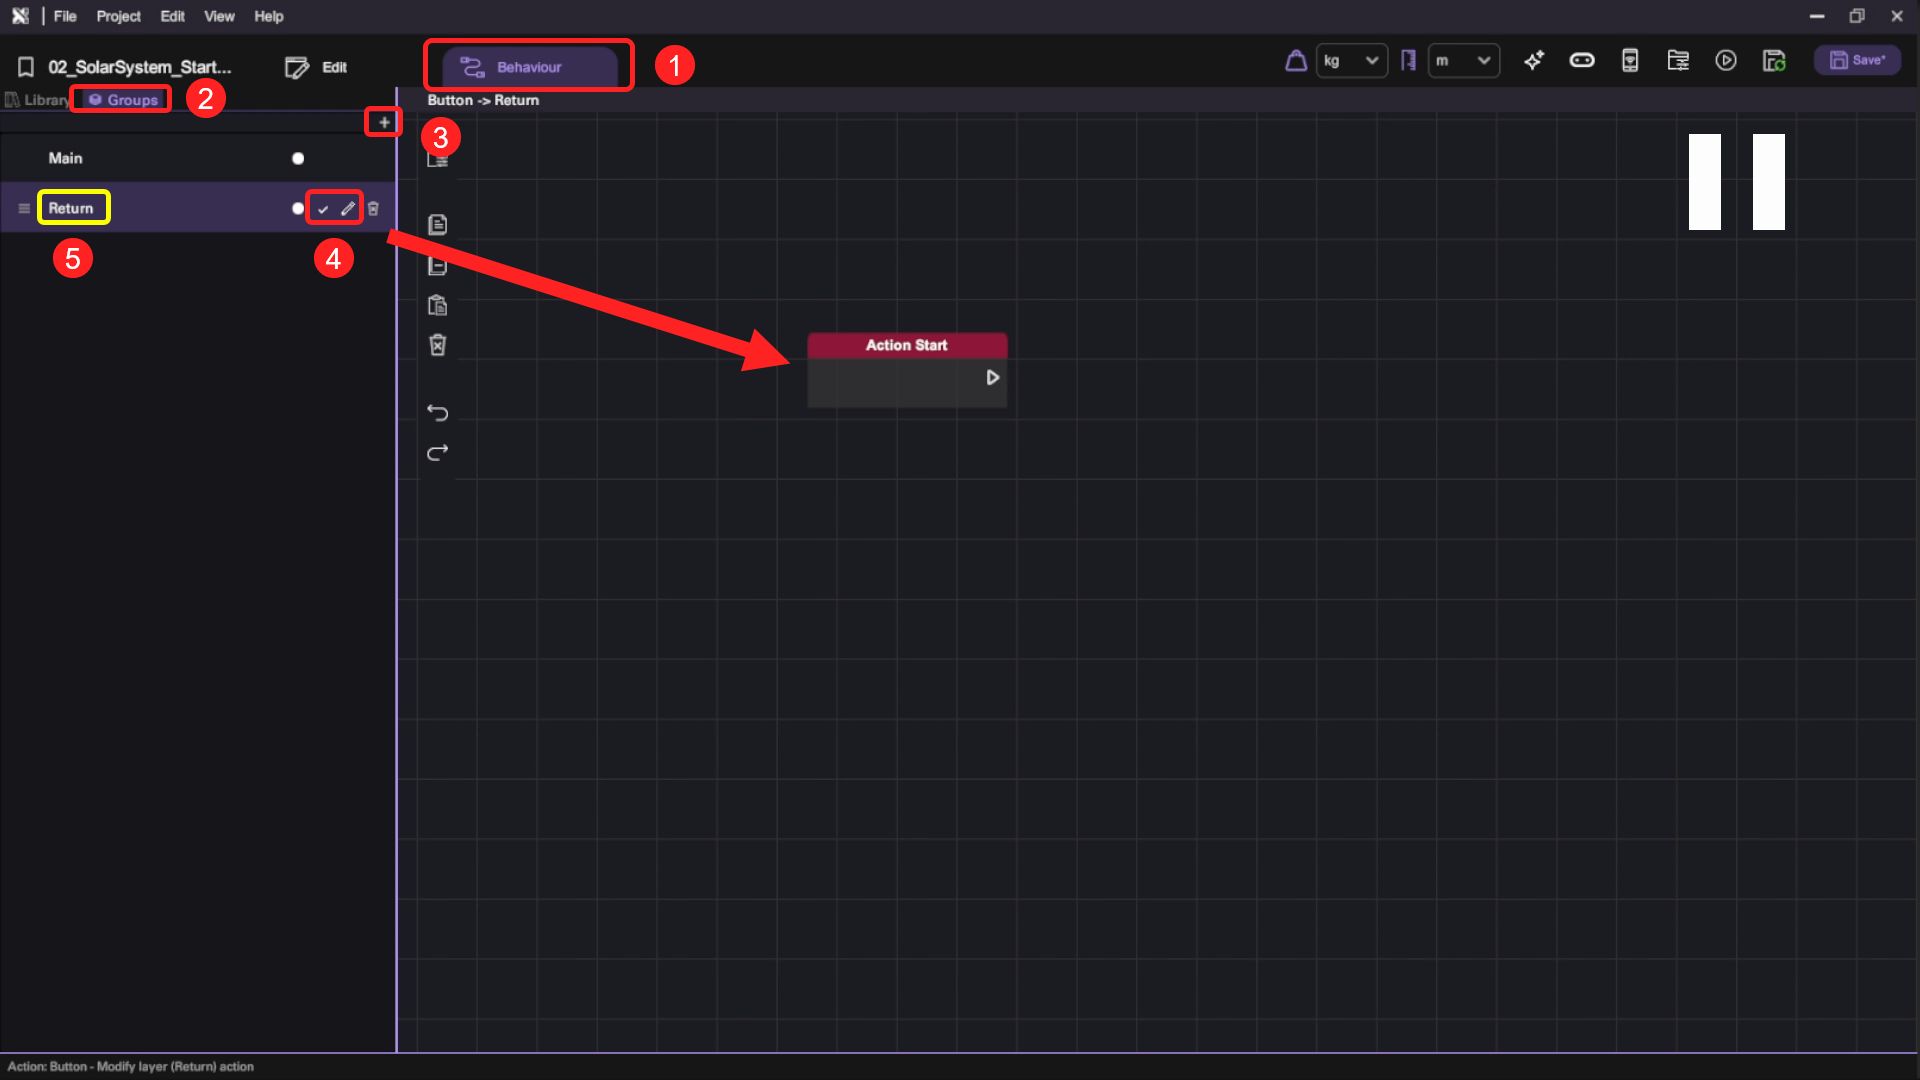 File Project Edit View Help
02_SolarSystem_Start... Edit Behaviour 1 kg m Save*
Library Groups 2 Button -> Return
+ 3
Main
Return
5 4
Action Start
Action: Button - Modify layer (Return) action